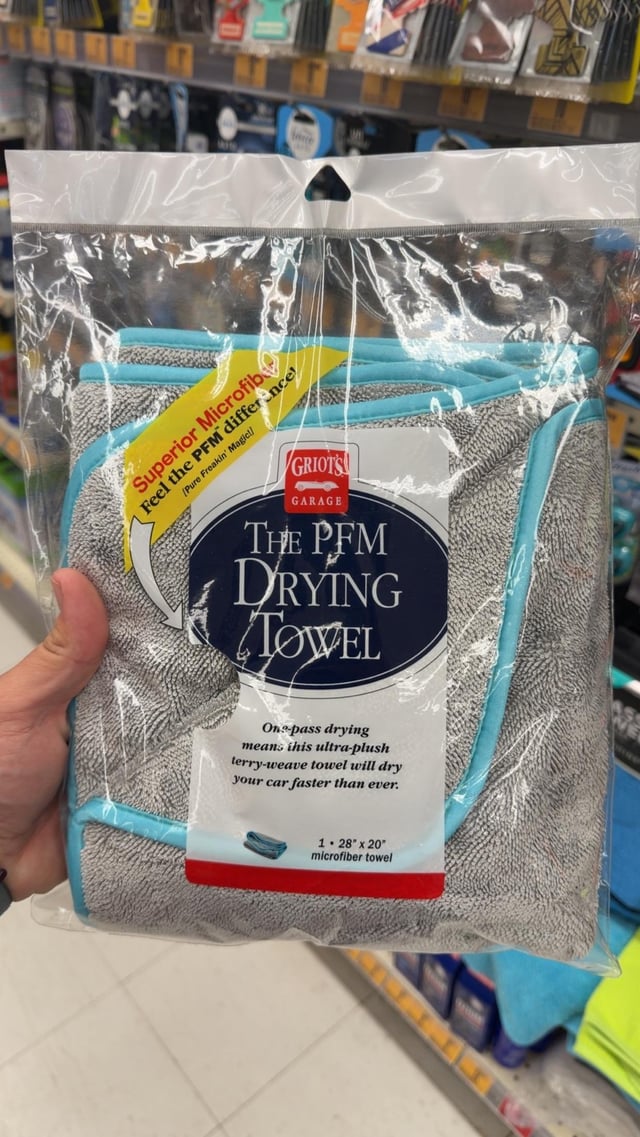 Superior Microfiber
Feel the PFM™ difference!
(Pure Freakin' Magic!)
GRIOT'S
GARAGE
THE PFM
DRYING
TOWEL
One-pass drying
means this ultra-plush
terry-weave towel will dry
your car faster than ever.
1 • 28" x 20"
microfiber towel